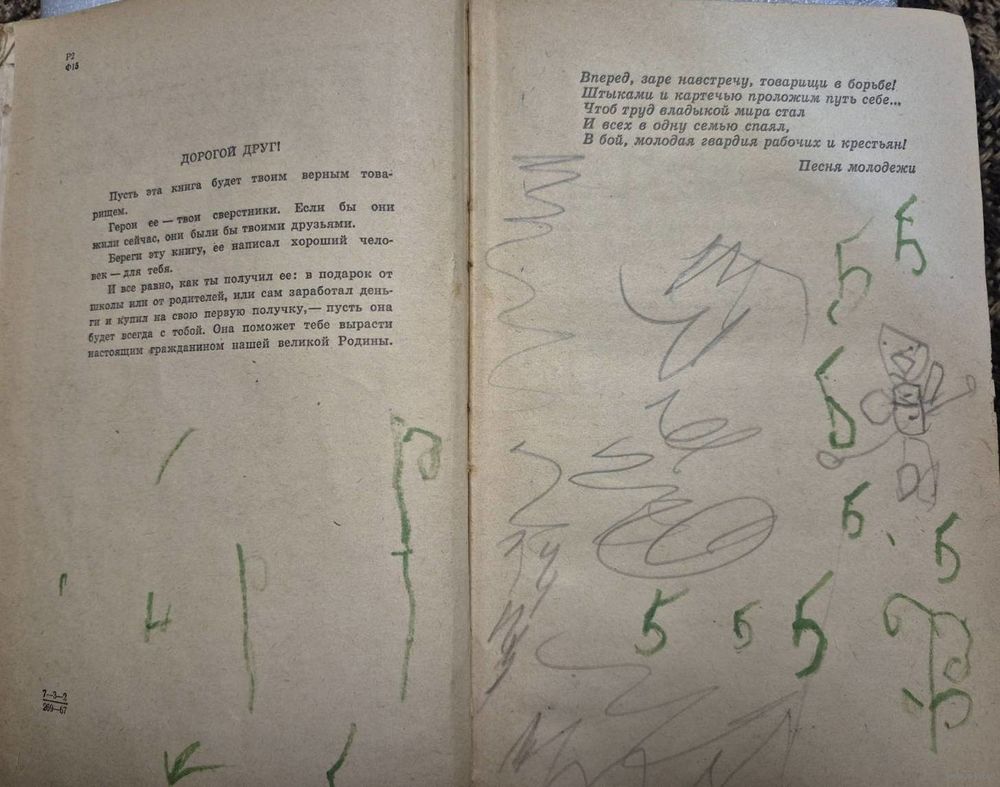 Р2
Ф15
ДОРОГОЙ ДРУГ!
Пусть эта книга будет твоим верным това-
рищем.
Герои ее — твои сверстники. Если бы они
жили сейчас, они были бы твоими друзьями.
Береги эту книгу, ее написал хороший чело-
век — для тебя.
И все равно, как ты получил ее: в подарок от
школы или от родителей, или сам заработал день-
ги и купил на свою первую получку,— пусть она
будет всегда с тобой. Она поможет тебе вырасти
настоящим гражданином нашей великой Родины.
Ф
Ч
7—3—2
269—67
Вперед, заре навстречу, товарищи в борьбе!
Штыками и картечью проложим путь себе...
Чтоб труд владыкой мира стал
И всех в одну семью спаял,
В бой, молодая гвардия рабочих и крестьян!
Песня молодежи
5
5
5
5
5
5 5 5